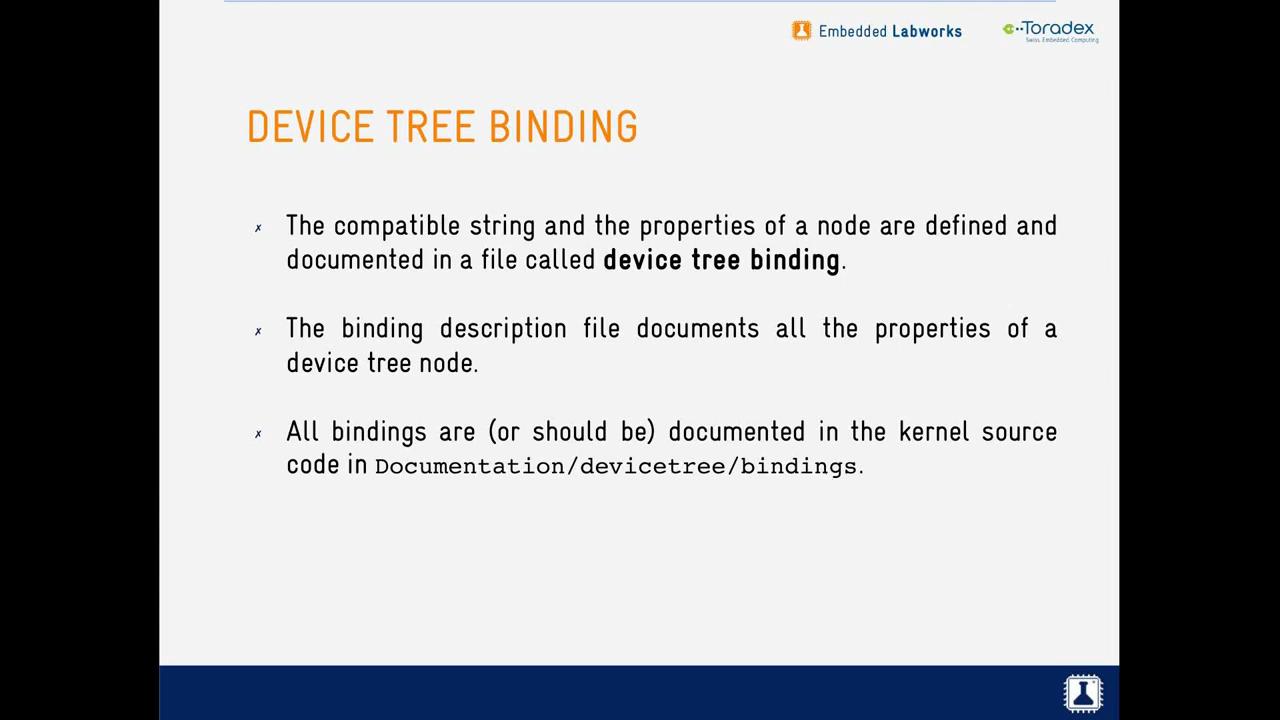 Embedded Labworks
Toradex
Swiss. Embedded. Computing.
DEVICE TREE BINDING
✗ The compatible string and the properties of a node are defined and
documented in a file called device tree binding.
✗ The binding description file documents all the properties of a
device tree node.
✗ All bindings are (or should be) documented in the kernel source
code in Documentation/devicetree/bindings.